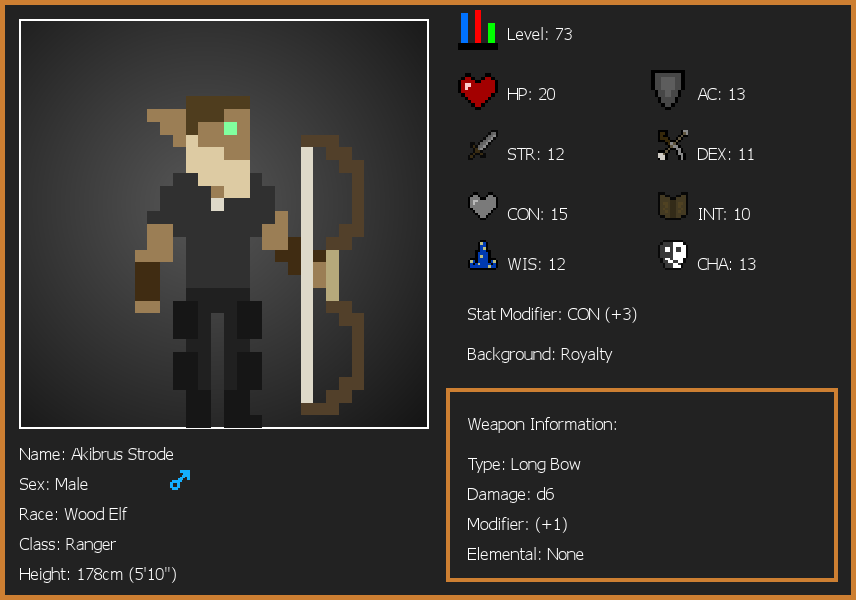 Level: 73
HP: 20
AC: 13
STR: 12
DEX: 11
CON: 15
INT: 10
WIS: 12
CHA: 13
Stat Modifier: CON (+3)
Background: Royalty
Weapon Information:
Type: Long Bow
Damage: d6
Modifier: (+1)
Elemental: None
Name: Akibrus Strode
Sex: Male
Race: Wood Elf
Class: Ranger
Height: 178cm (5'10")